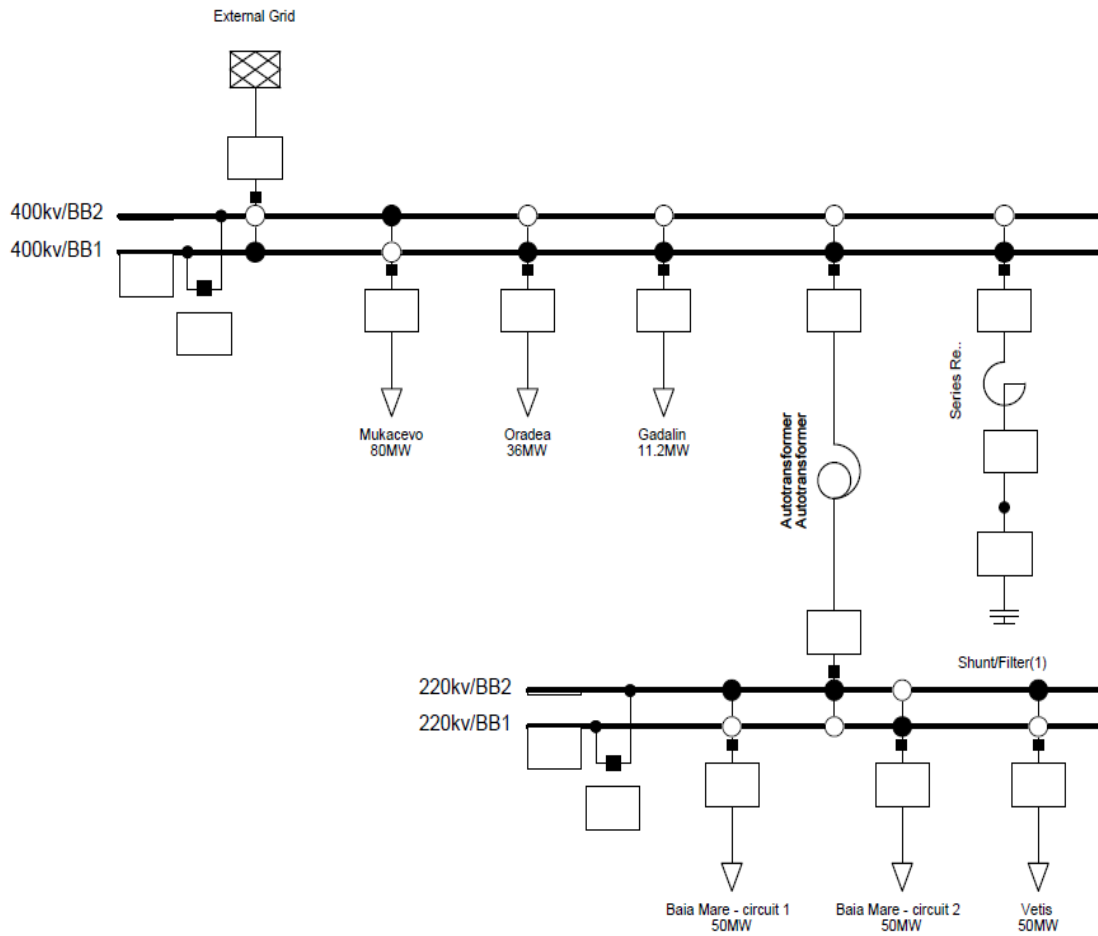 External Grid
400kv/BB2
400kv/BB1
Series Re..
Mukacevo
80MW
Oradea
36MW
Gadalin
11.2MW
Autotransformer
Autotransformer
Shunt/Filter(1)
220kv/BB2
220kv/BB1
Baia Mare - circuit 1
50MW
Baia Mare - circuit 2
50MW
Vetis
50MW